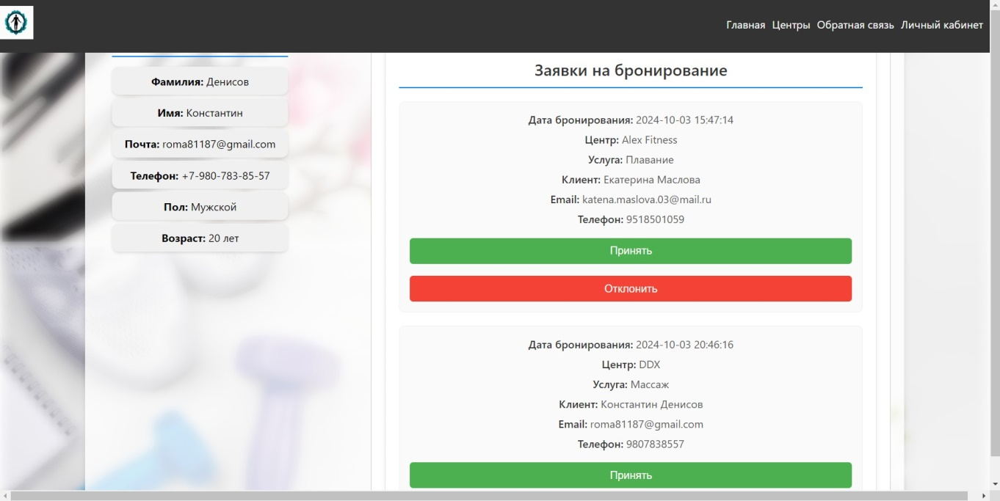 Главная Центры Обратная связь Личный кабинет
Фамилия: Денисов
Имя: Константин
Почта: roma81187@gmail.com
Телефон: +7-980-783-85-57
Пол: Мужской
Возраст: 20 лет
Заявки на бронирование
Дата бронирования: 2024-10-03 15:47:14
Центр: Alex Fitness
Услуга: Плавание
Клиент: Екатерина Маслова
Email: katena.maslova.03@mail.ru
Телефон: 9518501059
Принять
Отклонить
Дата бронирования: 2024-10-03 20:46:16
Центр: DDX
Услуга: Массаж
Клиент: Константин Денисов
Email: roma81187@gmail.com
Телефон: 9807838557
Принять